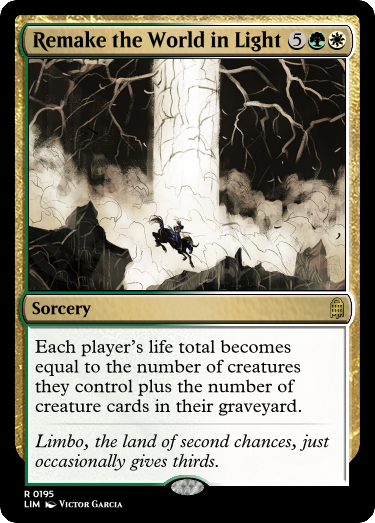 Remake the World in Light 5
Sorcery
Each player's life total becomes
equal to the number of creatures
they control plus the number of
creature cards in their graveyard.
Limbo, the land of second chances, just
occasionally gives thirds.
R 0195
LIM Victor Garcia